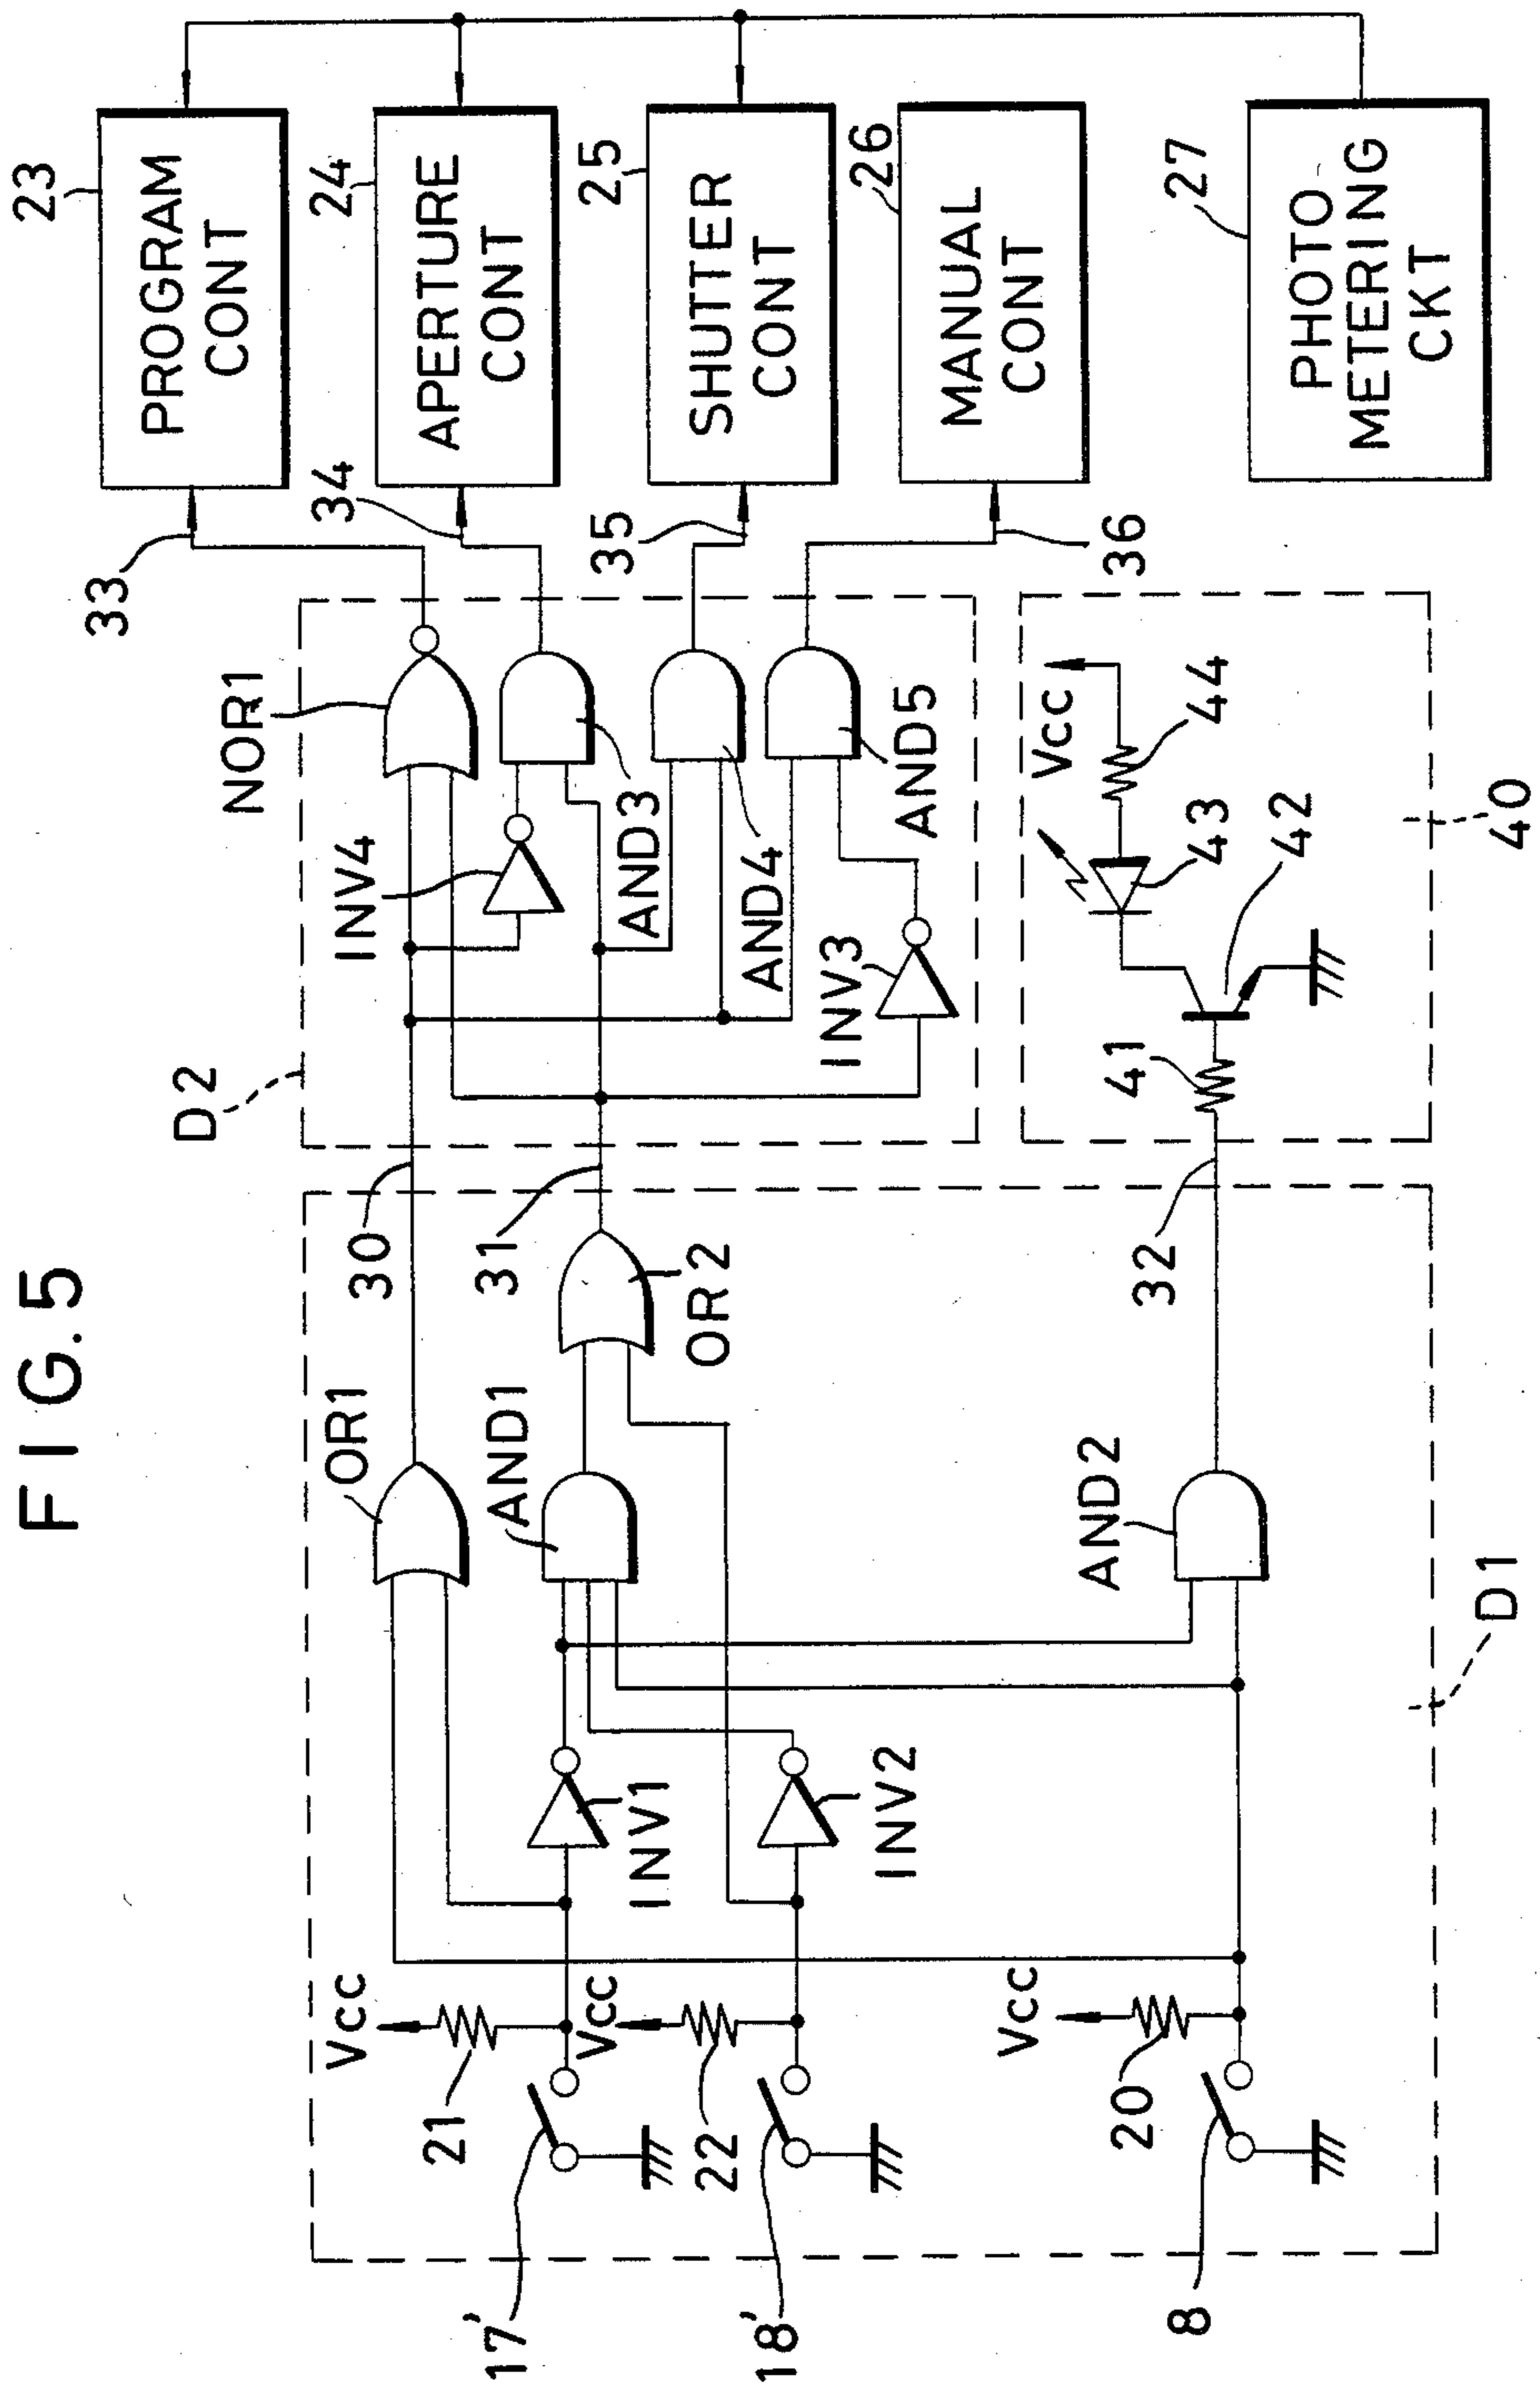 FIG. 5
17'
18'
8
21
Vcc
22
Vcc
20
Vcc
INV1
INV2
OR1
AND1
OR2
AND2
D1
30
31
32
D2
NOR1
INV4
AND3
AND4
INV3
AND5
41
42
43
44
Vcc
40
33
34
35
36
23
PROGRAM
CONT
24
APERTURE
CONT
25
SHUTTER
CONT
26
MANUAL
CONT
27
PHOTO
METERING
CKT